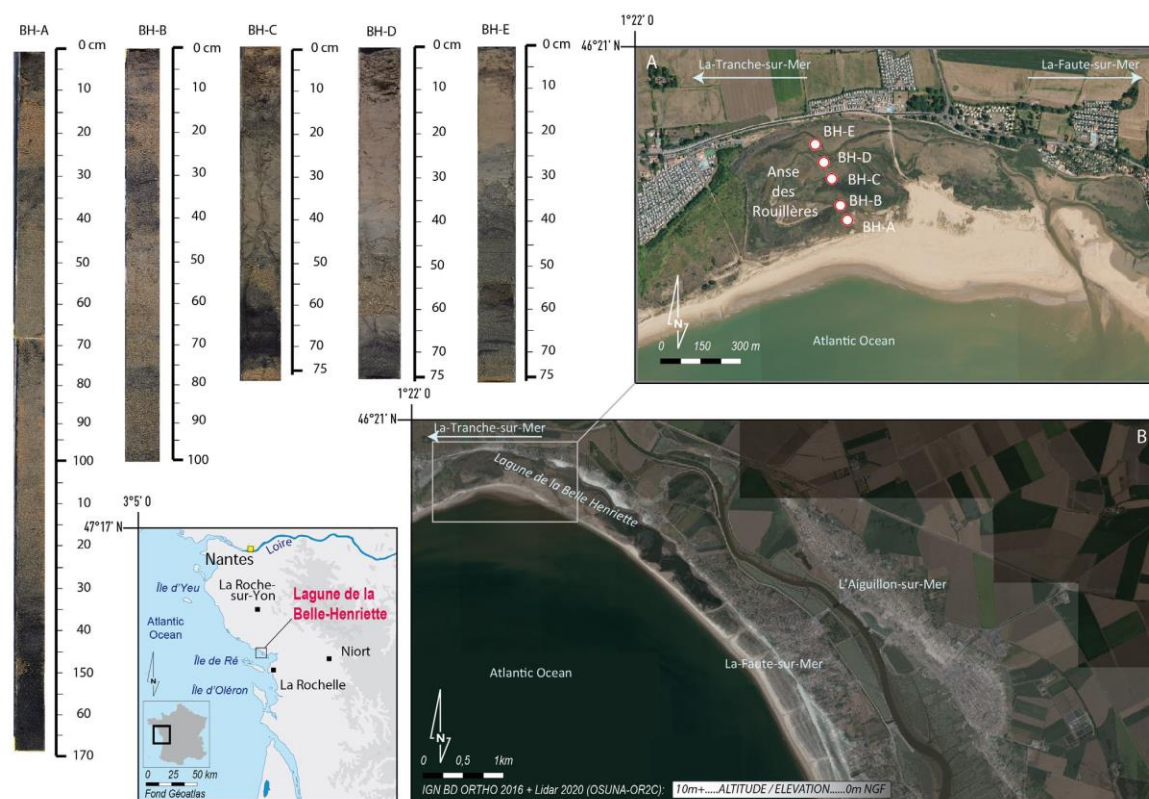 BH-A
BH-B
BH-C
BH-D
BH-E
0 cm
10
20
30
40
50
60
70
80
90
100
10
20
30
40
150
60
170
0 cm
10
20
30
40
50
60
70
80
90
100
0 cm
10
20
30
40
50
60
70
75
0 cm
10
20
30
40
50
60
70
75
0 cm
10
20
30
40
50
60
70
75
1°22' O
46°21' N
A
La-Tranche-sur-Mer
La-Faute-sur-Mer
BH-E
BH-D
BH-C
BH-B
BH-A
Anse
des
Rouillères
N
0 150 300 m
Atlantic Ocean
1°22' O
46°21' N
B
La-Tranche-sur-Mer
Lagune de la Belle Henriette
L'Aiguillon-sur-Mer
La-Faute-sur-Mer
Atlantic Ocean
N
0 0,5 1km
IGN BD ORTHO 2016 + Lidar 2020 (OSUNA-OR2C): 10m+.....ALTITUDE / ELEVATION.....0m NGF
3°5' O
47°17' N
Nantes
Loire
Île d'Yeu
La Roche-
sur-Yon
Lagune de la
Belle-Henriette
Atlantic
Ocean
Niort
Île de Ré
N
La Rochelle
Île d'Oléron
0 25 50 km
Fond Géoatlas